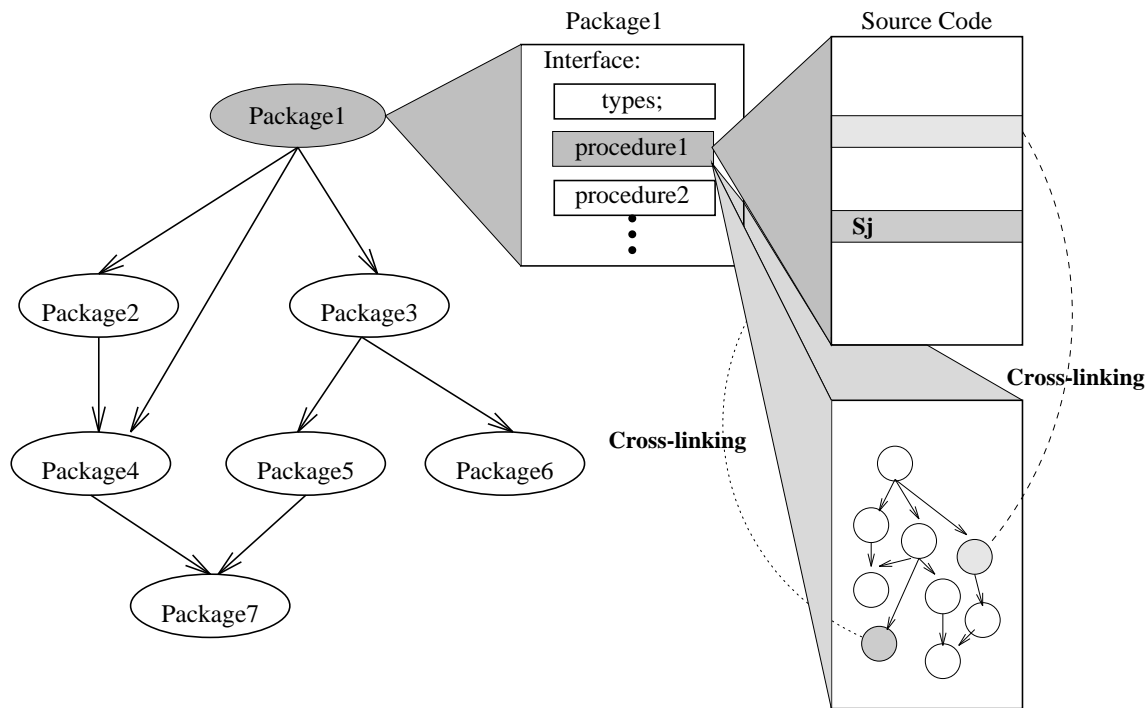 Package1
Source Code
Interface:
types;
Package1
procedure1
procedure2
Sj
Package2
Package3
Cross-linking
Cross-linking
Package4
Package5
Package6
Package7